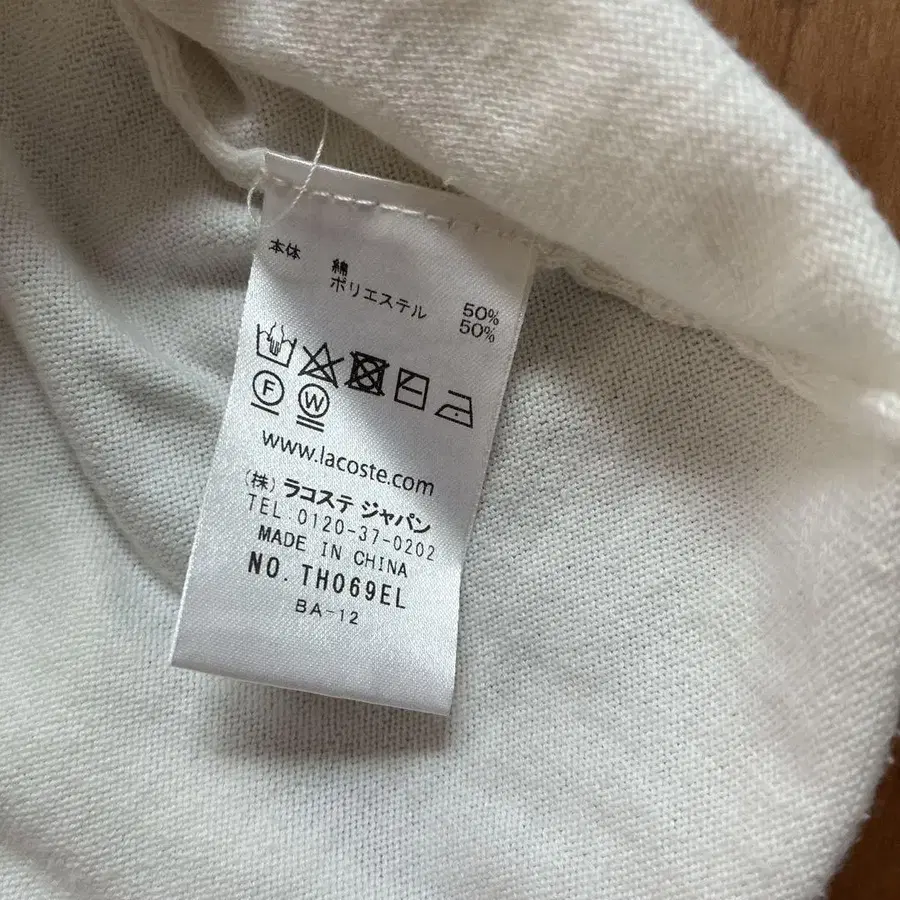 本体 綿 50%
ポリエステル 50%
F W
www.lacoste.com
(株) ラコステ ジャパン
TEL.0120-37-0202
MADE IN CHINA
NO.TH069EL
BA-12